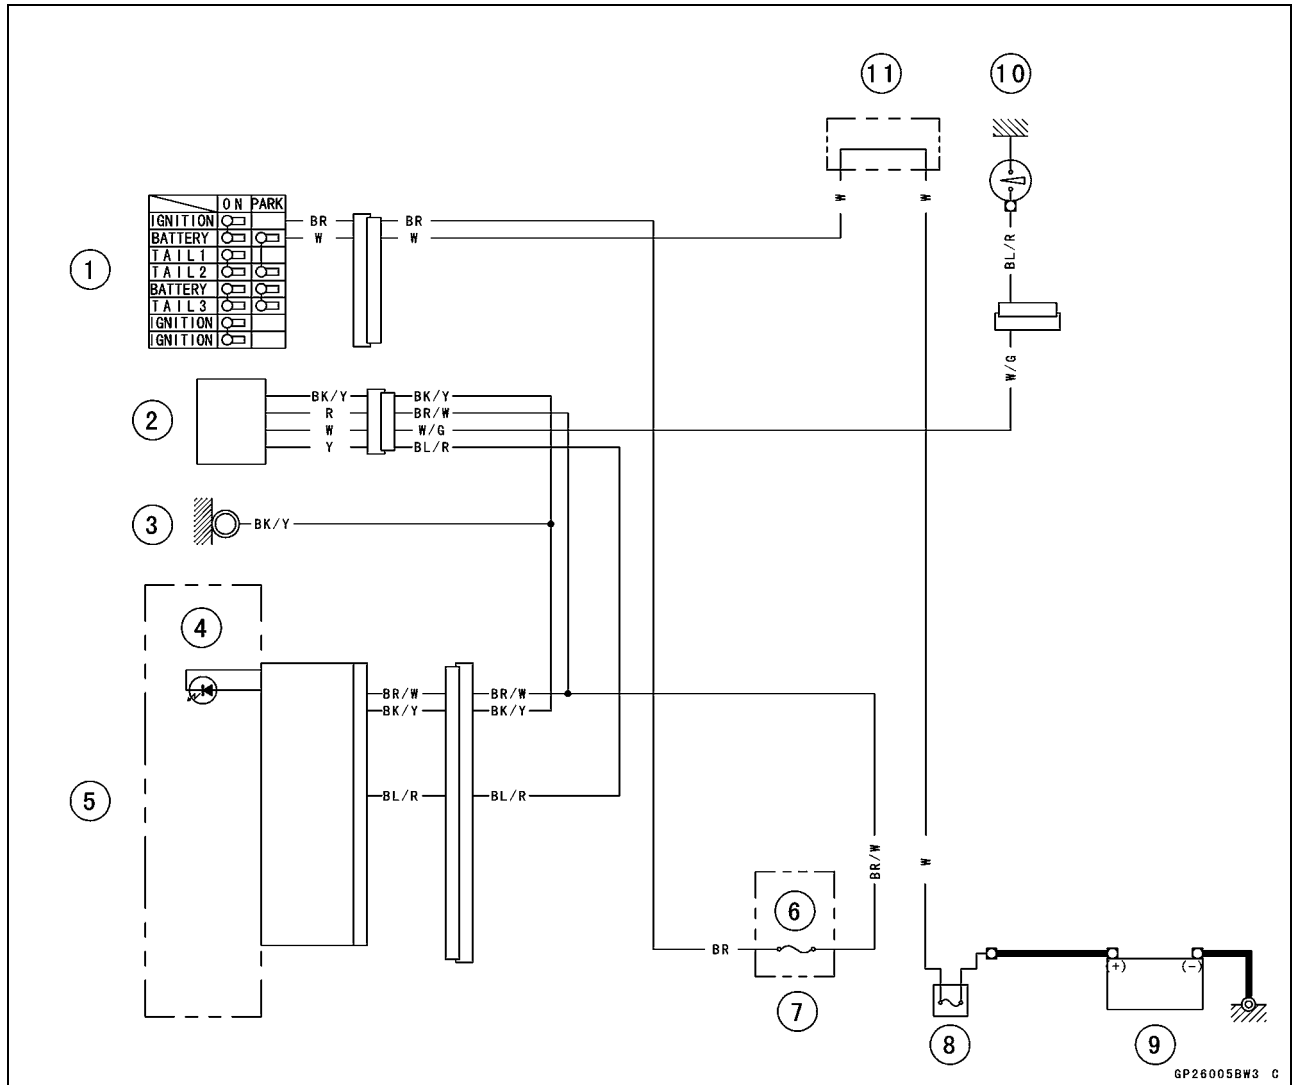 11
10
W
W
ON PARK
IGNITION
BATTERY
TAIL1
TAIL2
BATTERY
TAIL3
IGNITION
IGNITION
BR
BR
W
W
1
BL/R
W/G
2
BK/Y
BK/Y
R
BR/W
W
W/G
Y
BL/R
3
BK/Y
4
BR/W
BR/W
BK/Y
BK/Y
5
BL/R
BL/R
BR/W
W
6
BR
7
(+)
(-)
8
9
GP26005BW3 C